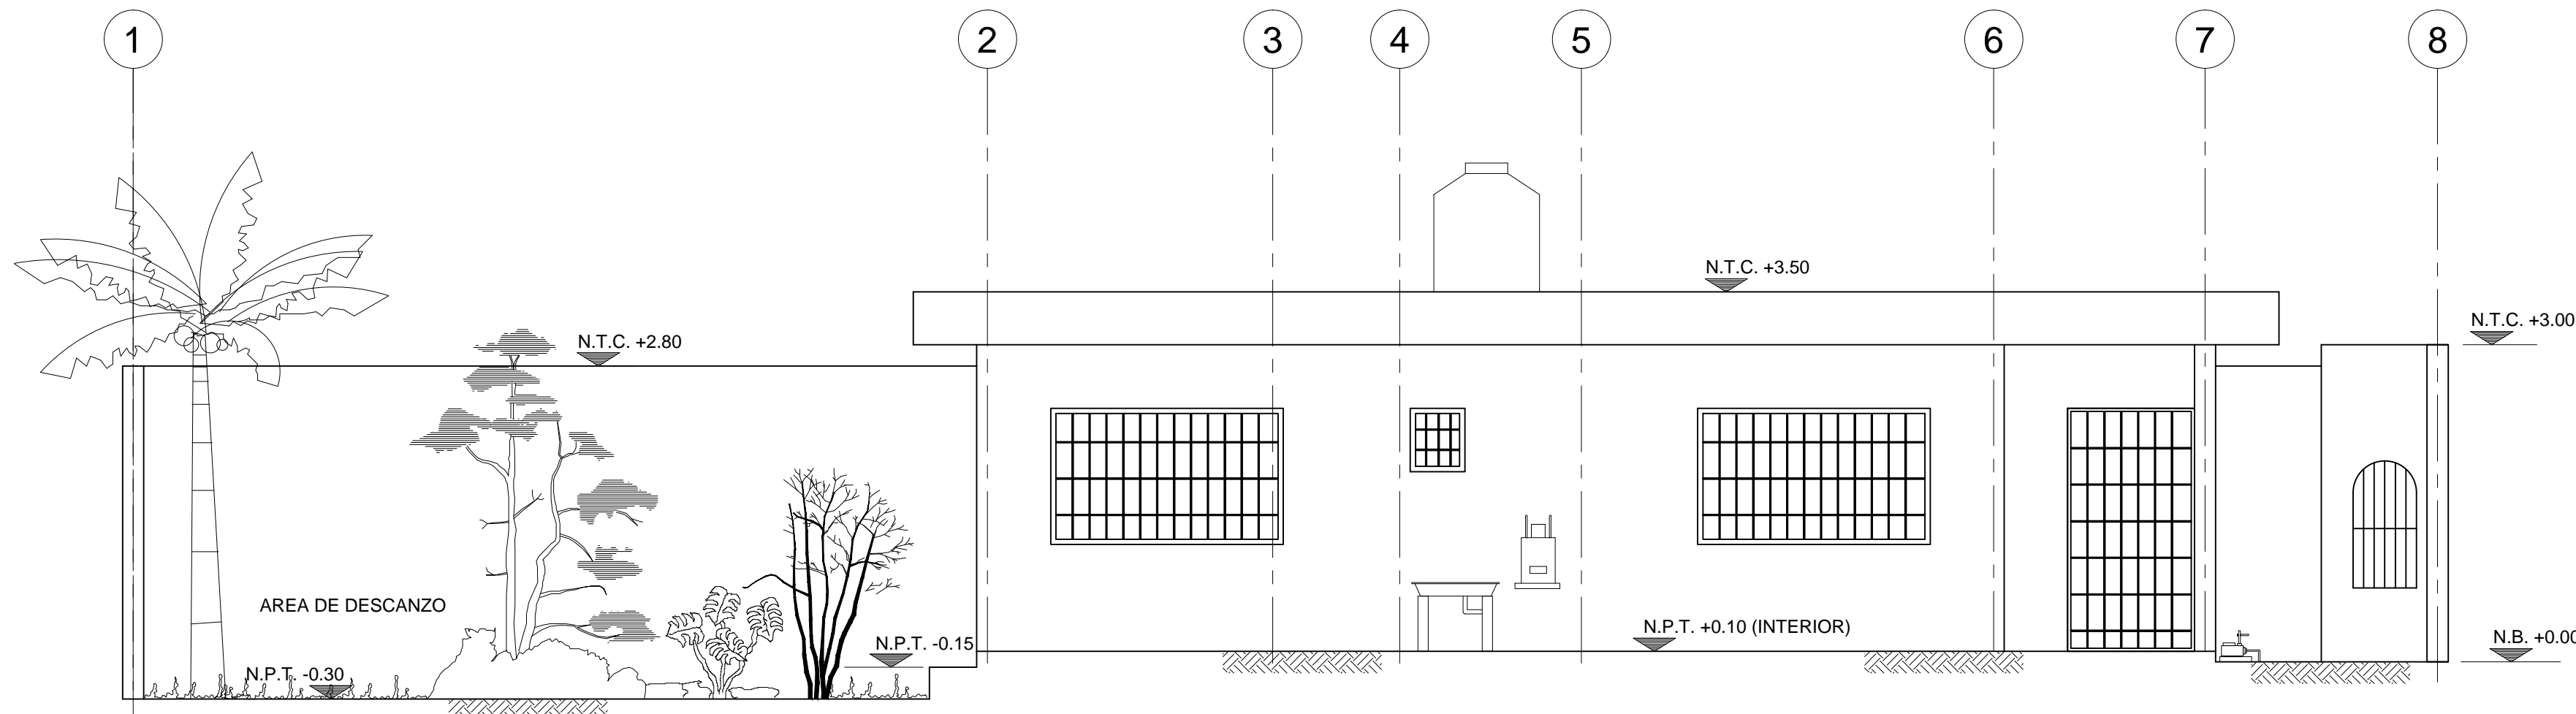 1 2 3 4 5 6 7 8
N.T.C. +3.50
N.T.C. +3.00
N.T.C. +2.80
AREA DE DESCANZO
N.P.T. +0.10 (INTERIOR)
N.P.T. -0.15
N.B. +0.00
N.P.T. -0.30